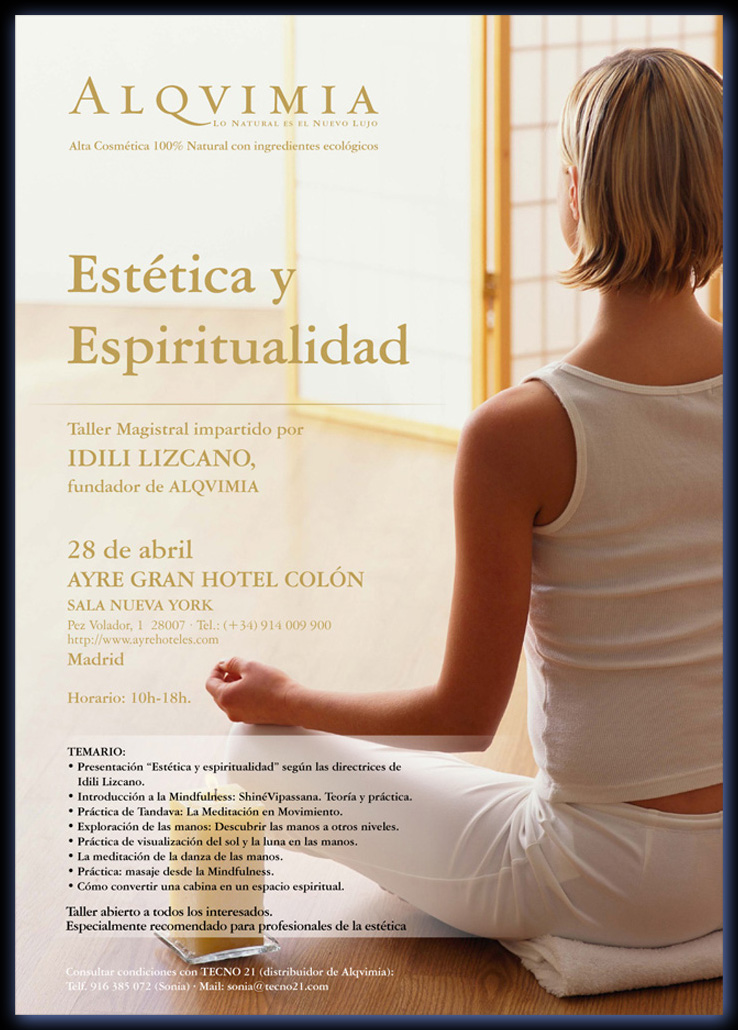 ALQVIMIA
LO NATURAL ES EL NUEVO LUJO
Alta Cosmética 100% Natural con ingredientes ecológicos
Estética y
Espiritualidad
Taller Magistral impartido por
IDILI LIZCANO,
fundador de ALQVIMIA
28 de abril
AYRE GRAN HOTEL COLÓN
SALA NUEVA YORK
Pez Volador, 1 28007 · Tel.: (+34) 914 009 900
http://www.ayrehoteles.com
Madrid
Horario: 10h-18h.
TEMARIO:
• Presentación “Estética y espiritualidad” según las directrices de
Idili Lizcano.
• Introducción a la Mindfulness: ShinéVipassana. Teoría y práctica.
• Práctica de Tandava: La Meditación en Movimiento.
• Exploración de las manos: Descubrir las manos a otros niveles.
• Práctica de visualización del sol y la luna en las manos.
• La meditación de la danza de las manos.
• Práctica: masaje desde la Mindfulness.
• Cómo convertir una cabina en un espacio espiritual.
Taller abierto a todos los interesados.
Especialmente recomendado para profesionales de la estética
Consultar condiciones con TECNO 21 (distribuidor de Alqvimia):
Telf. 916 385 072 (Sonia) · Mail: sonia@tecno21.com